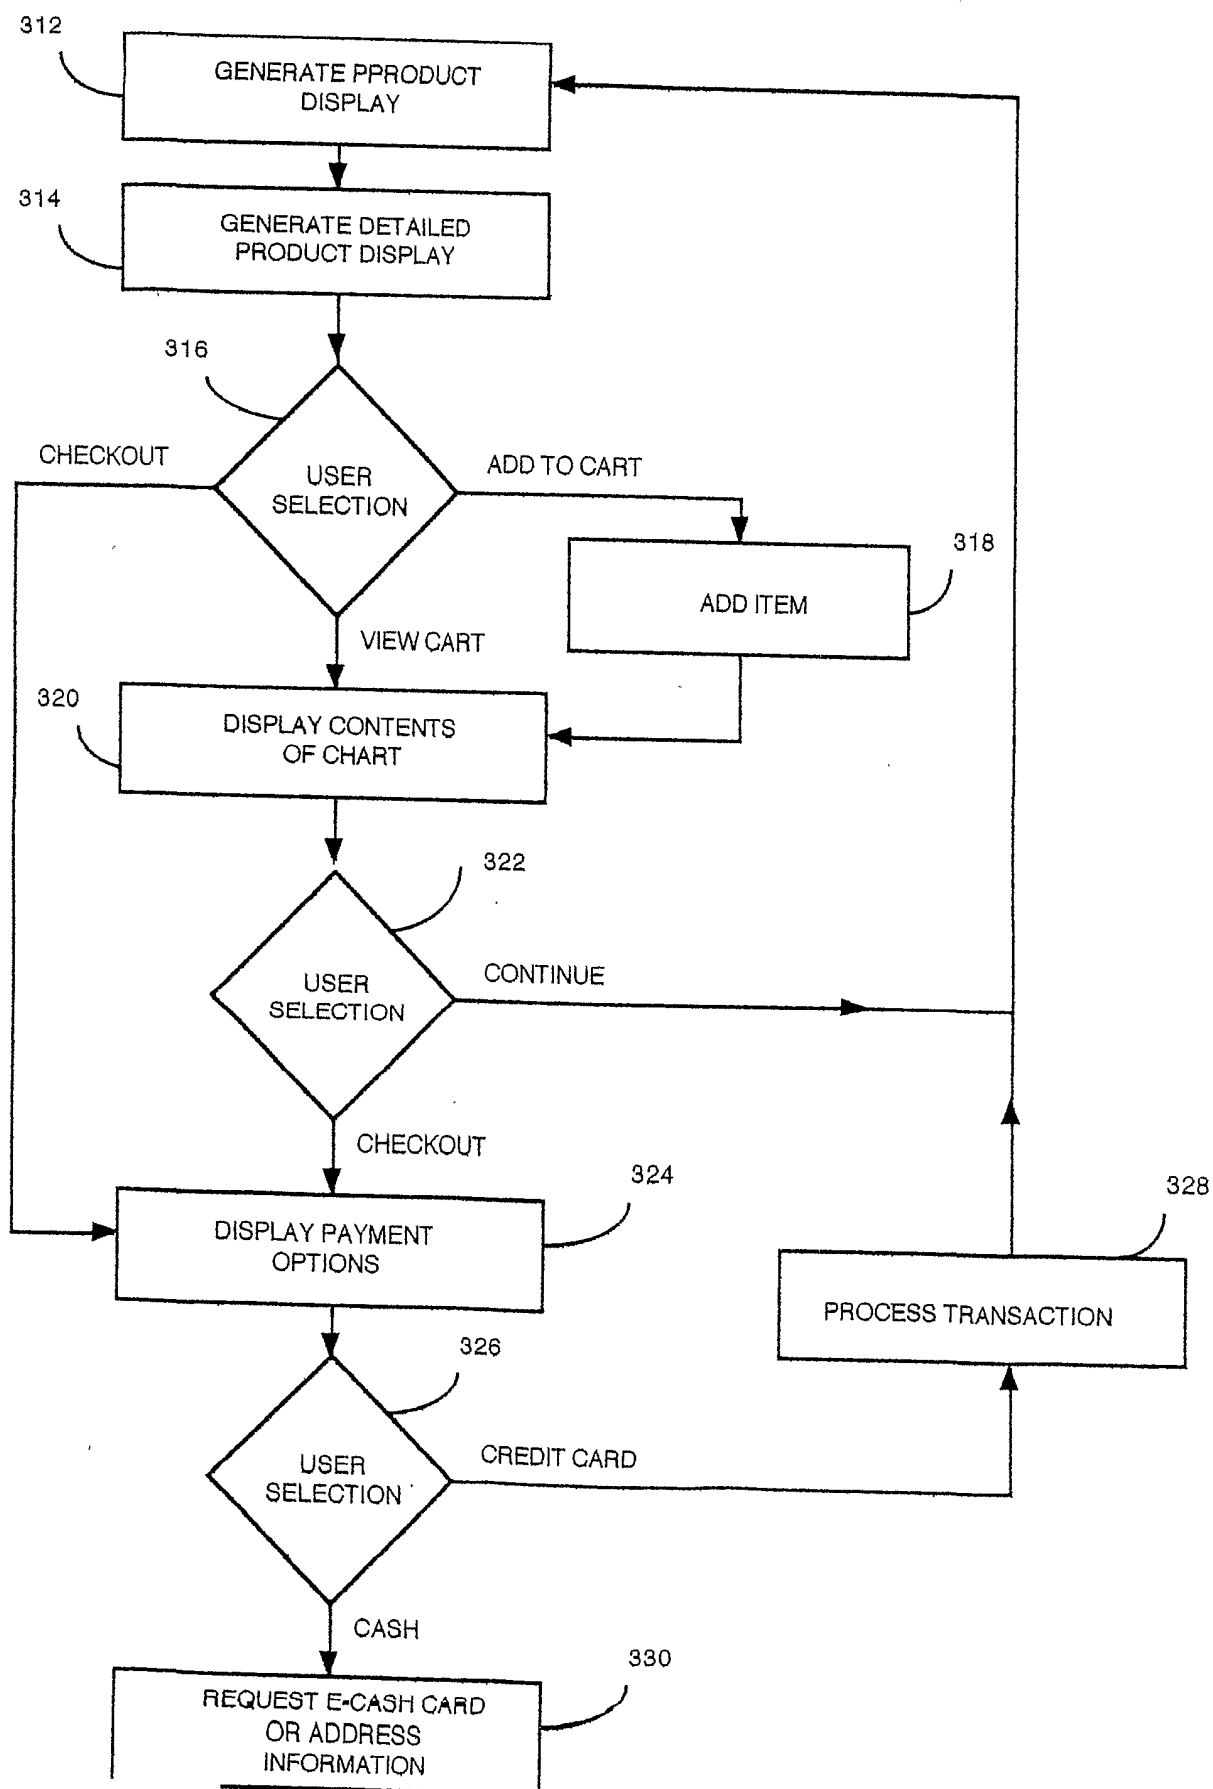 312
GENERATE PPRODUCT
DISPLAY
314
GENERATE DETAILED
PRODUCT DISPLAY
316
CHECKOUT
USER
SELECTION
ADD TO CART
318
ADD ITEM
VIEW CART
320
DISPLAY CONTENTS
OF CHART
322
USER
SELECTION
CONTINUE
CHECKOUT
324
DISPLAY PAYMENT
OPTIONS
328
PROCESS TRANSACTION
326
USER
SELECTION
CREDIT CARD
CASH
330
REQUEST E-CASH CARD
OR ADDRESS
INFORMATION